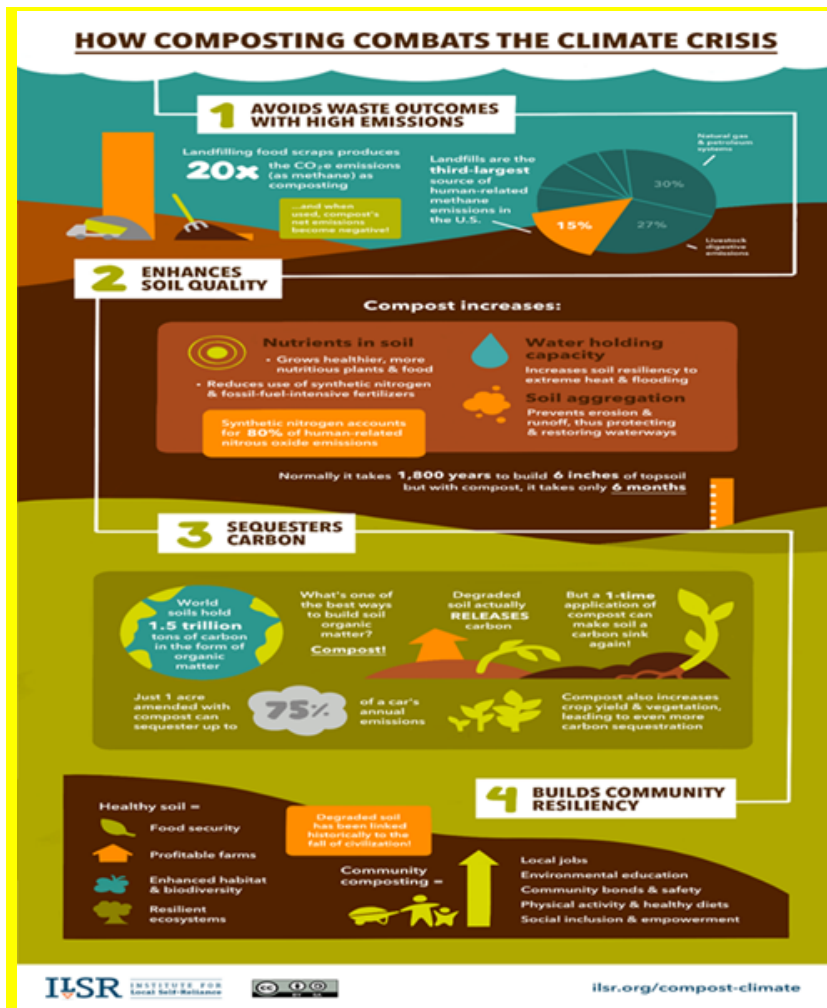 HOW COMPOSTING COMBATS THE CLIMATE CRISIS
1 AVOIDS WASTE OUTCOMES
WITH HIGH EMISSIONS
Landfilling food scraps produces
20x the CO₂e emissions
(as methane) as
composting
...and when
used, compost's
net emissions
become negative!
Landfills are the
third-largest
source of
human-related
methane
emissions in
the U.S.
Natural gas
& petroleum
systems
30%
15%
27%
Livestock
digestive
emissions
2 ENHANCES
SOIL QUALITY
Compost increases:
Nutrients in soil
• Grows healthier, more
nutritious plants & food
• Reduces use of synthetic nitrogen
& fossil-fuel-intensive fertilizers
Synthetic nitrogen accounts
for 80% of human-related
nitrous oxide emissions
Water holding
capacity
Increases soil resiliency to
extreme heat & flooding
Soil aggregation
Prevents erosion &
runoff, thus protecting
& restoring waterways
Normally it takes 1,800 years to build 6 inches of topsoil
but with compost, it takes only 6 months
3 SEQUESTERS
CARBON
World
soils hold
1.5 trillion
tons of carbon
in the form of
organic
matter
What's one of
the best ways
to build soil
organic
matter?
Compost!
Degraded
soil actually
RELEASES
carbon
But a 1-time
application of
compost can
make soil a
carbon sink
again!
Just 1 acre
amended with
compost can
sequester up to
75%
of a car's
annual
emissions
Compost also increases
crop yield & vegetation,
leading to even more
carbon sequestration
4 BUILDS COMMUNITY
RESILIENCY
Healthy soil =
Food security
Profitable farms
Enhanced habitat
& biodiversity
Resilient
ecosystems
Degraded soil
has been linked
historically to the
fall of civilization!
Community
composting =
Local jobs
Environmental education
Community bonds & safety
Physical activity & healthy diets
Social inclusion & empowerment
ILSR INSTITUTE FOR
Local Self-Reliance
cc
BY SA
ilsr.org/compost-climate